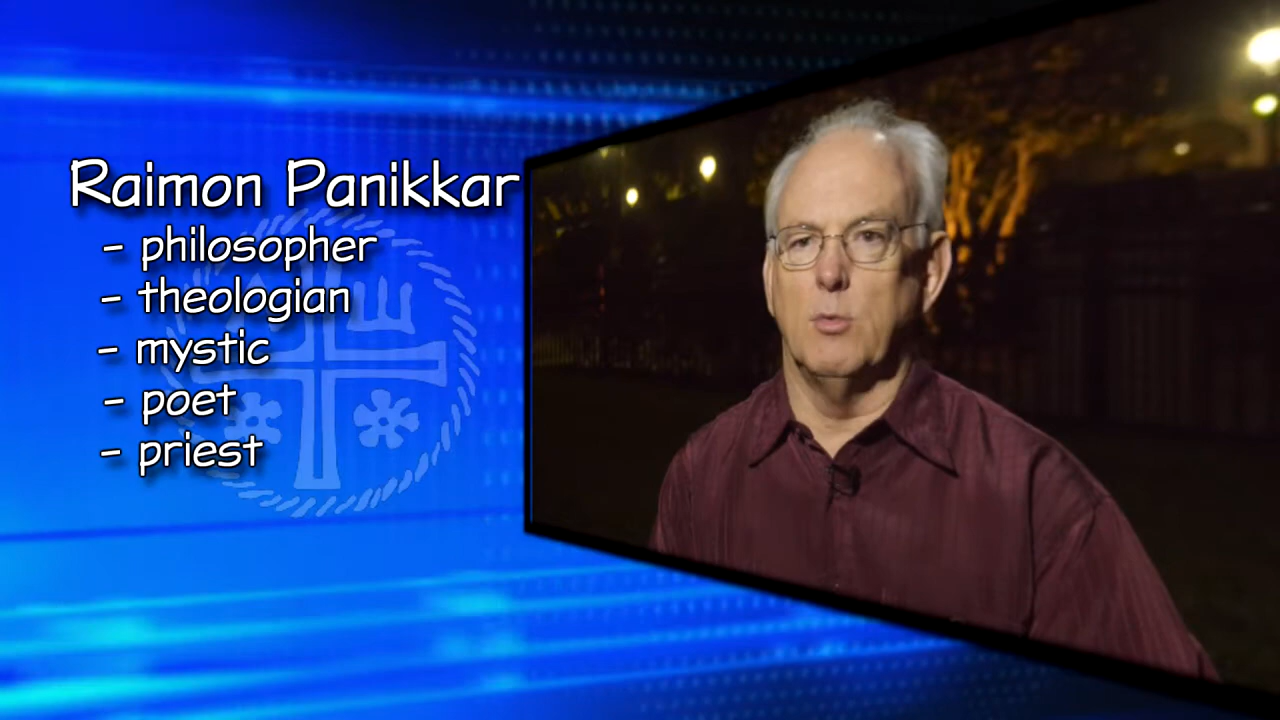 Raimon Panikkar
- philosopher
- theologian
- mystic
- poet
- priest